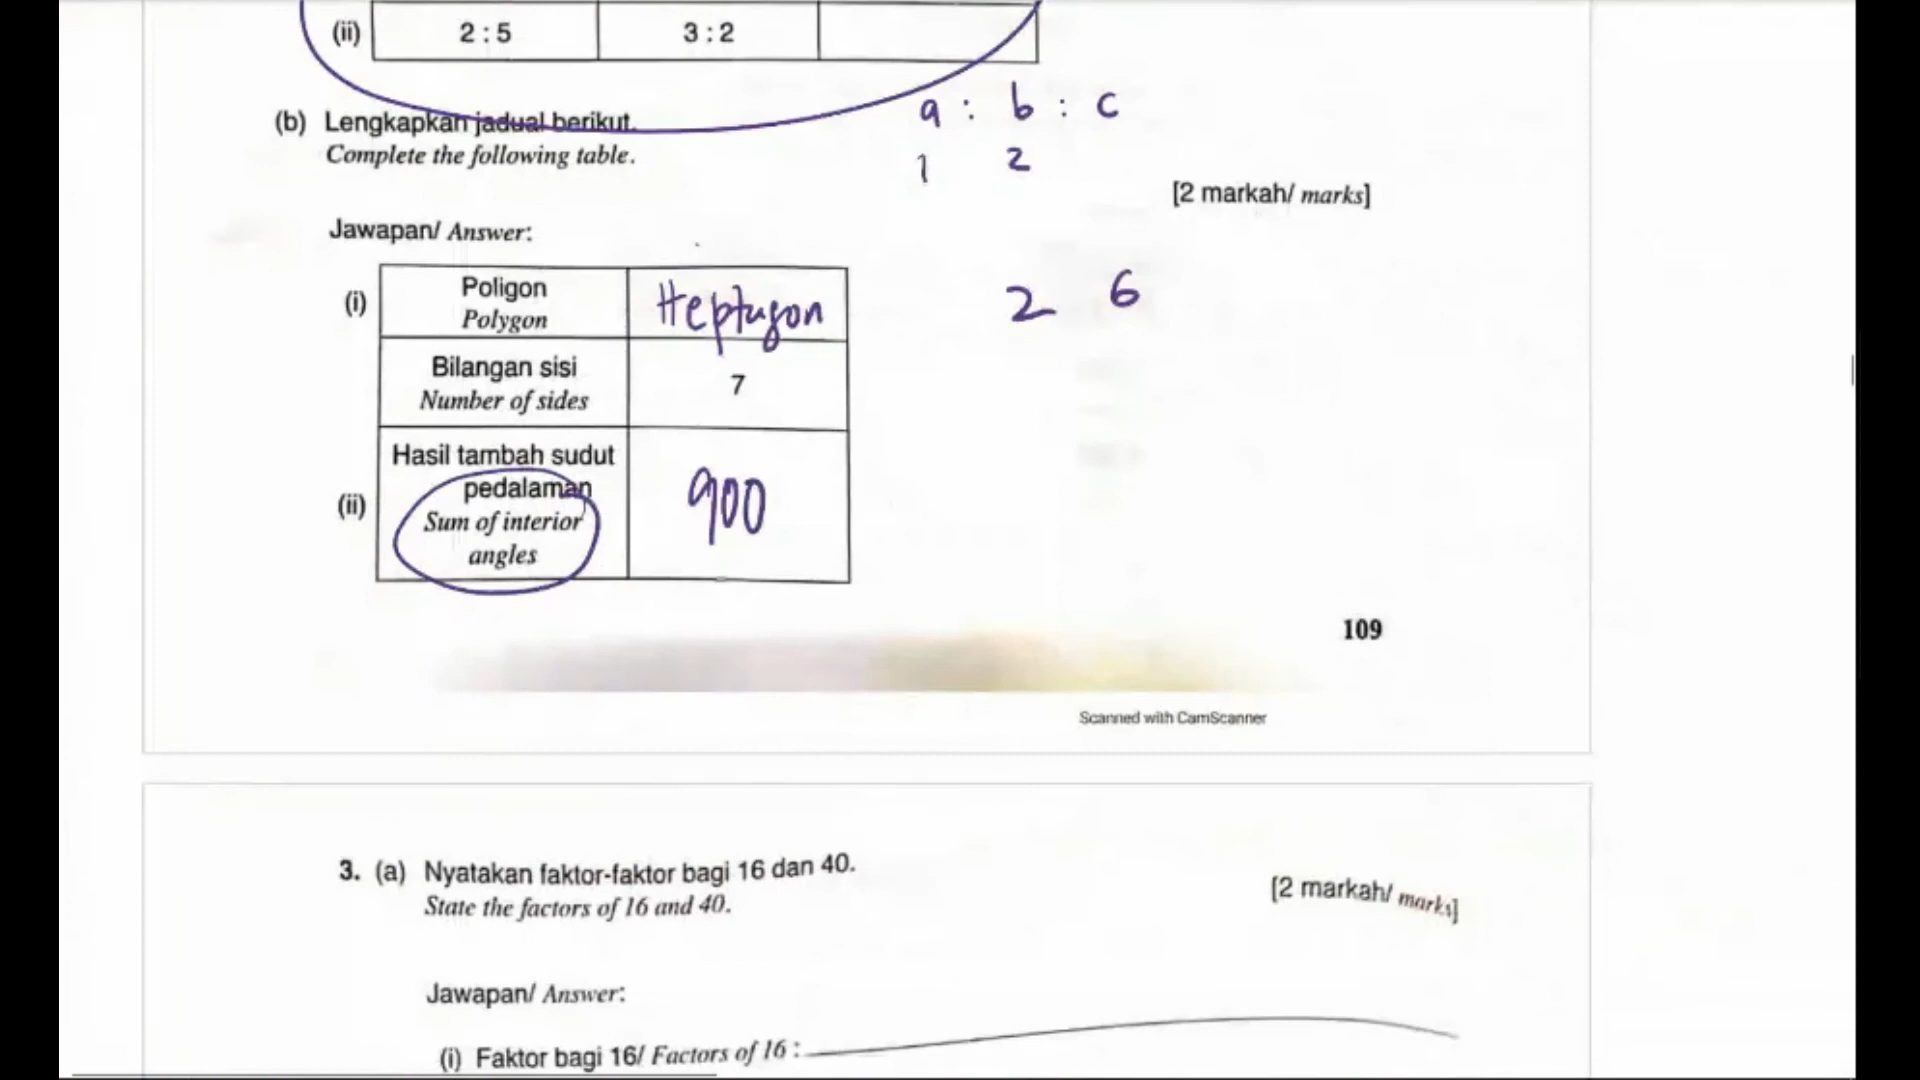 (ii) 2 : 5 3 : 2
a : b : c
(b) Lengkapkan jadual berikut.
Complete the following table.
1 2
[2 markah/ marks]
Jawapan/ Answer:
(i) Poligon
Polygon
Heptagon
2 6
Bilangan sisi
Number of sides
7
(ii) Hasil tambah sudut
pedalaman
Sum of interior
angles
900
109
Scanned with CamScanner
3. (a) Nyatakan faktor-faktor bagi 16 dan 40.
State the factors of 16 and 40.
[2 markah/ marks]
Jawapan/ Answer:
(i) Faktor bagi 16/ Factors of 16 :